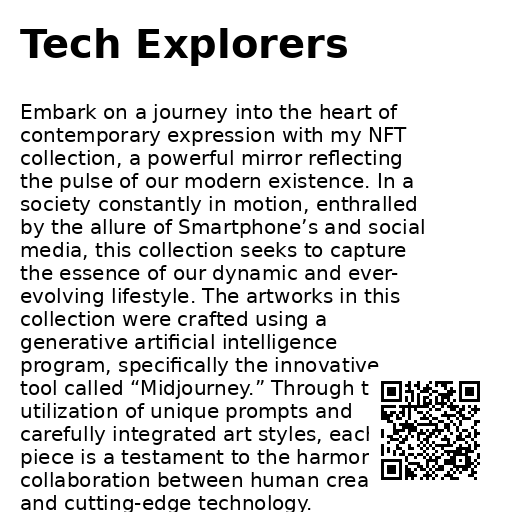 Tech Explorers
Embark on a journey into the heart of
contemporary expression with my NFT
collection, a powerful mirror reflecting
the pulse of our modern existence. In a
society constantly in motion, enthralled
by the allure of Smartphone’s and social
media, this collection seeks to capture
the essence of our dynamic and ever-
evolving lifestyle. The artworks in this
collection were crafted using a
generative artificial intelligence
program, specifically the innovative
tool called “Midjourney.” Through
utilization of unique prompts and
carefully integrated art styles, each
piece is a testament to the
collaboration between human
and cutting-edge technology.